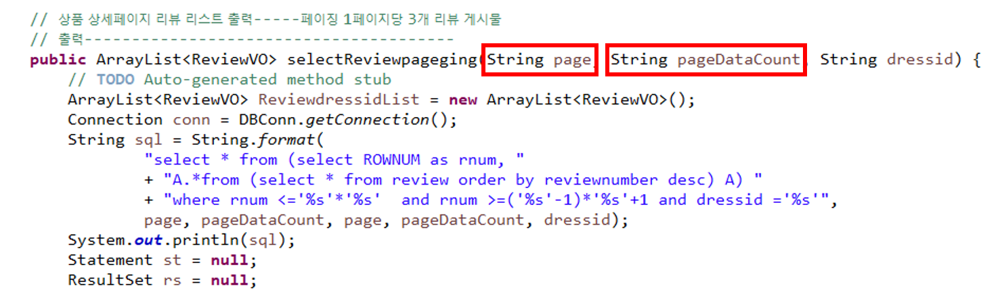 // 상품 상세페이지 리뷰 리스트 출력-----페이징 1페이지당 3개 리뷰 게시물
// 출력---------------------------------------
public ArrayList<ReviewVO> selectReviewpageging(String page, String pageDataCount, String dressid) {
// TODO Auto-generated method stub
ArrayList<ReviewVO> ReviewdressidList = new ArrayList<ReviewVO>();
Connection conn = DBConn.getConnection();
String sql = String.format(
"select * from (select ROWNUM as rnum, "
+ "A.*from (select * from review order by reviewnumber desc) A) "
+ "where rnum <='%s'*'%s'  and rnum >=('%s'-1)*'%s'+1 and dressid ='%s'",
page, pageDataCount, page, pageDataCount, dressid);
System.out.println(sql);
Statement st = null;
ResultSet rs = null;